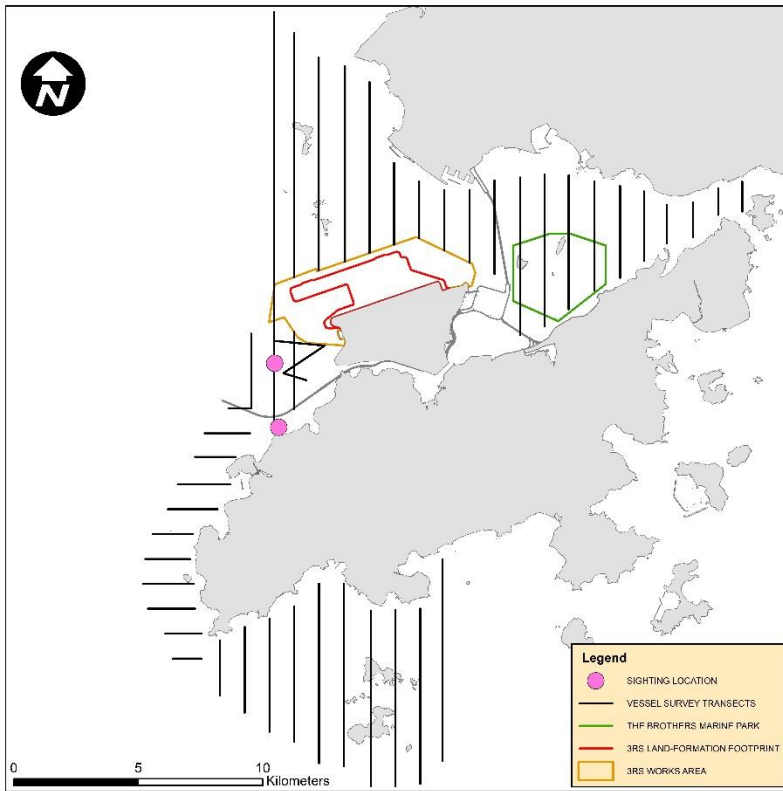 N
Legend
SIGHTING LOCATION
VESSEL SURVEY TRANSECTS
THE BROTHERS MARINE PARK
3RS LAND-FORMATION FOOTPRINT
3RS WORKS AREA
0 5 10
Kilometers